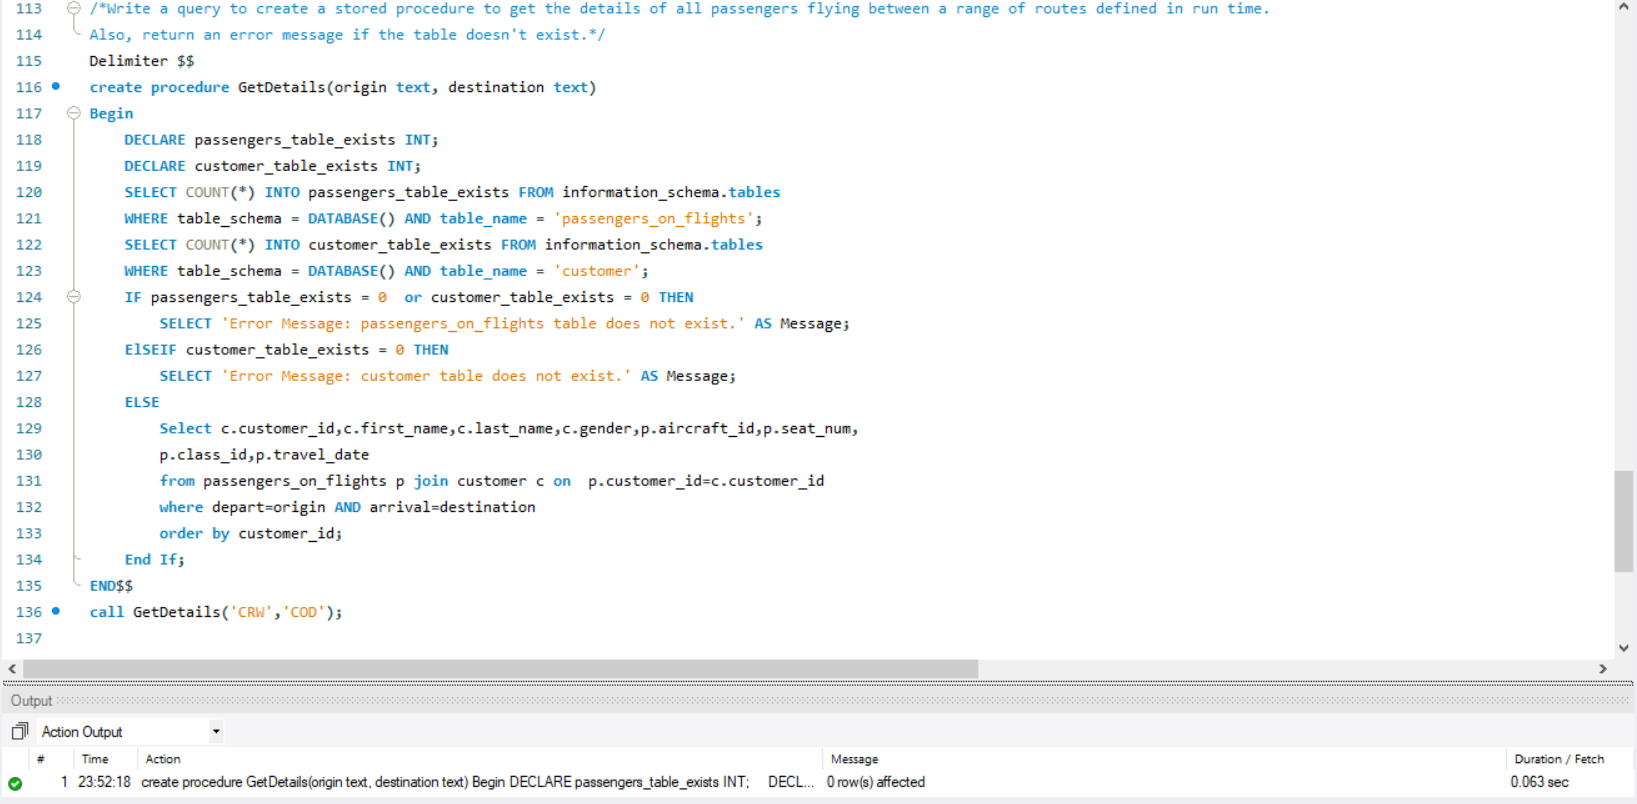 113 /*Write a query to create a stored procedure to get the details of all passengers flying between a range of routes defined in run time.
114 Also, return an error message if the table doesn't exist.*/
115 Delimiter $$
116 create procedure GetDetails(origin text, destination text)
117 Begin
118 DECLARE passengers_table_exists INT;
119 DECLARE customer_table_exists INT;
120 SELECT COUNT(*) INTO passengers_table_exists FROM information_schema.tables
121 WHERE table_schema = DATABASE() AND table_name = 'passengers_on_flights';
122 SELECT COUNT(*) INTO customer_table_exists FROM information_schema.tables
123 WHERE table_schema = DATABASE() AND table_name = 'customer';
124 IF passengers_table_exists = 0  or customer_table_exists = 0 THEN
125 SELECT 'Error Message: passengers_on_flights table does not exist.' AS Message;
126 ElSEIF customer_table_exists = 0 THEN
127 SELECT 'Error Message: customer table does not exist.' AS Message;
128 ELSE
129 Select c.customer_id,c.first_name,c.last_name,c.gender,p.aircraft_id,p.seat_num,
130 p.class_id,p.travel_date
131 from passengers_on_flights p join customer c on  p.customer_id=c.customer_id
132 where depart=origin AND arrival=destination
133 order by customer_id;
134 End If;
135 END$$
136 call GetDetails('CRW','COD');
137
Output
Action Output
# Time Action Message Duration / Fetch
1 23:52:18 create procedure GetDetails(origin text, destination text) Begin DECLARE passengers_table_exists INT; DECL... 0 row(s) affected 0.063 sec